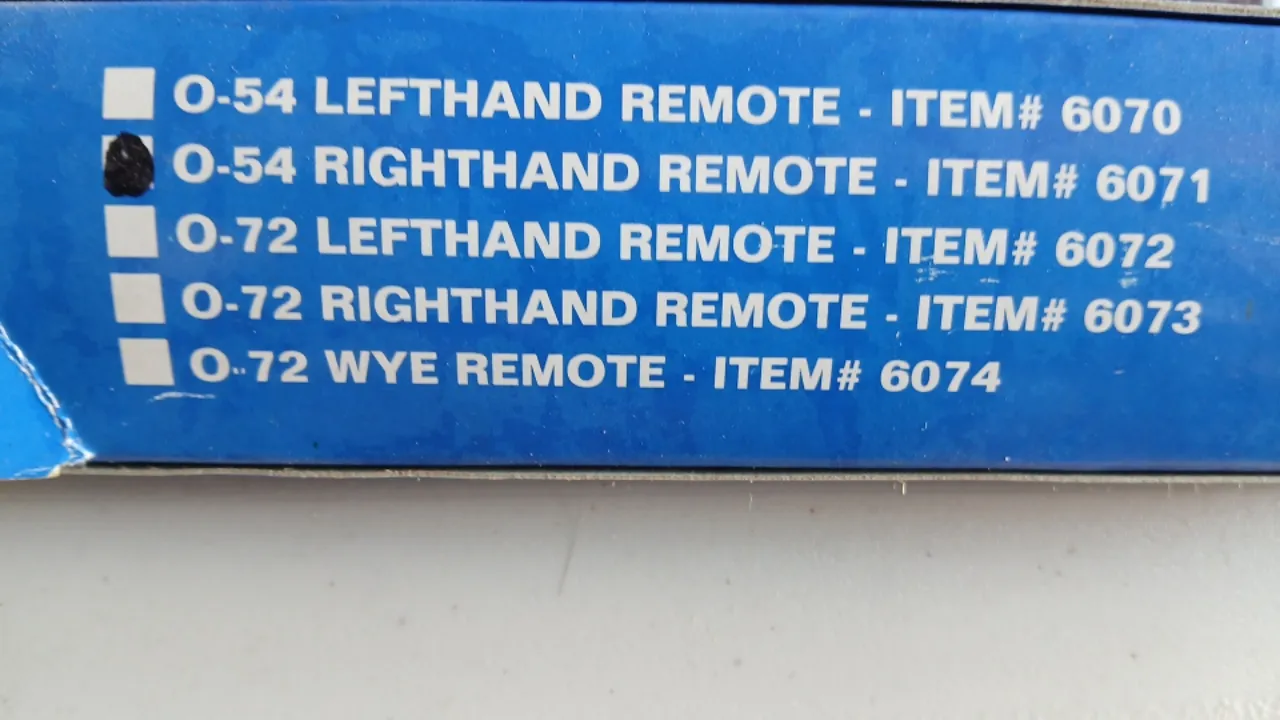 O-54 LEFTHAND REMOTE - ITEM# 6070
O-54 RIGHTHAND REMOTE - ITEM# 6071
O-72 LEFTHAND REMOTE - ITEM# 6072
O-72 RIGHTHAND REMOTE - ITEM# 6073
O-72 WYE REMOTE - ITEM# 6074